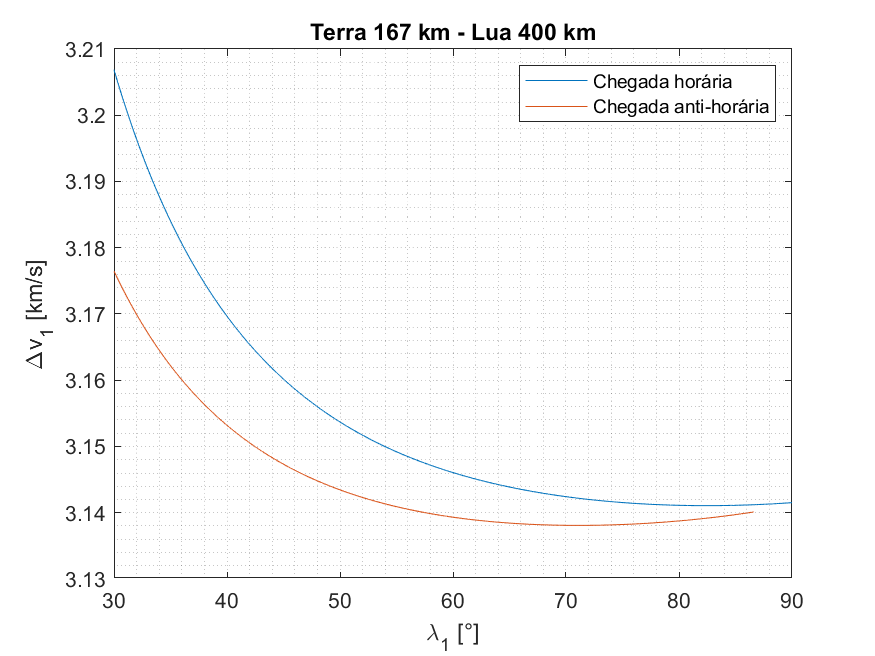 Terra 167 km - Lua 400 km
3.21
3.2
3.19
3.18
3.17
3.16
3.15
3.14
3.13
Δv₁ [km/s]
Chegada horária
Chegada anti-horária
30 40 50 60 70 80 90
λ₁ [°]